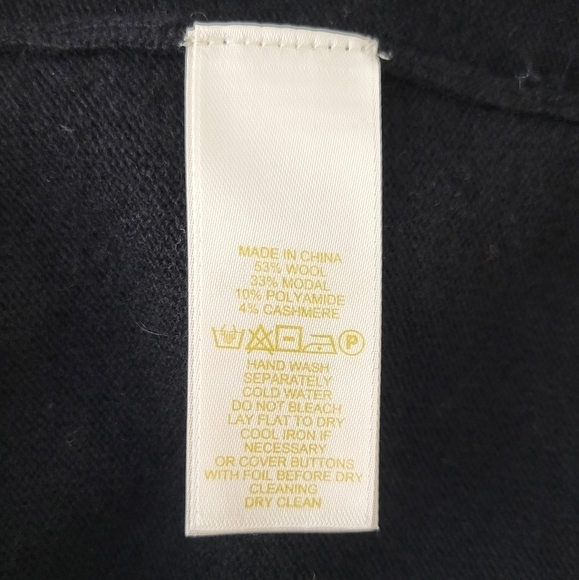 MADE IN CHINA
53% WOOL
33% MODAL
10% POLYAMIDE
4% CASHMERE
P
HAND WASH
SEPARATELY
COLD WATER
DO NOT BLEACH
LAY FLAT TO DRY
COOL IRON IF
NECESSARY
OR COVER BUTTONS
WITH FOIL BEFORE DRY
CLEANING
DRY CLEAN